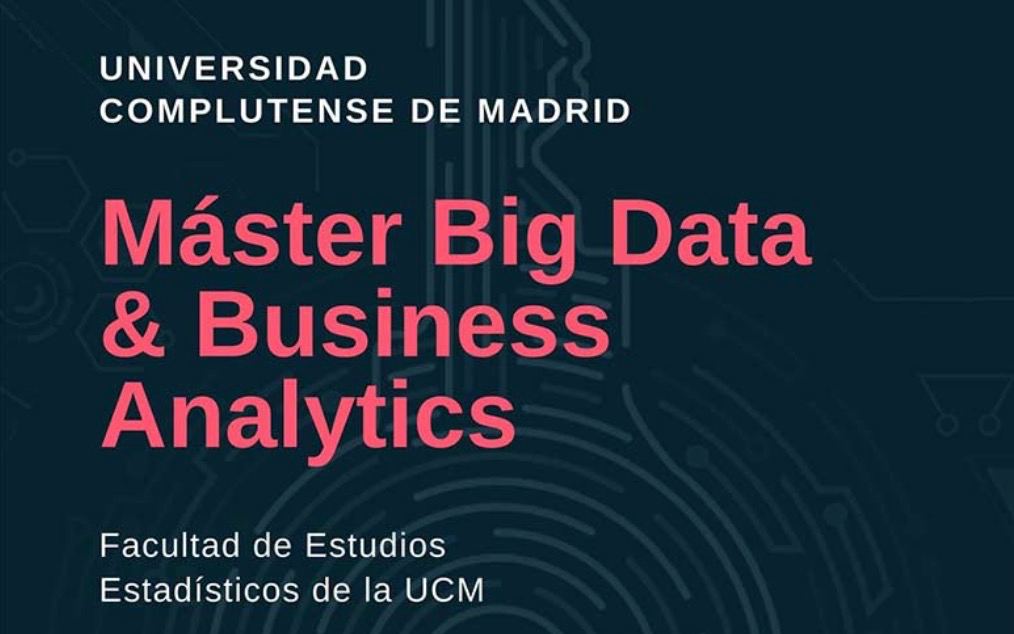 UNIVERSIDAD
COMPLUTENSE DE MADRID
Máster Big Data
& Business
Analytics
Facultad de Estudios
Estadísticos de la UCM